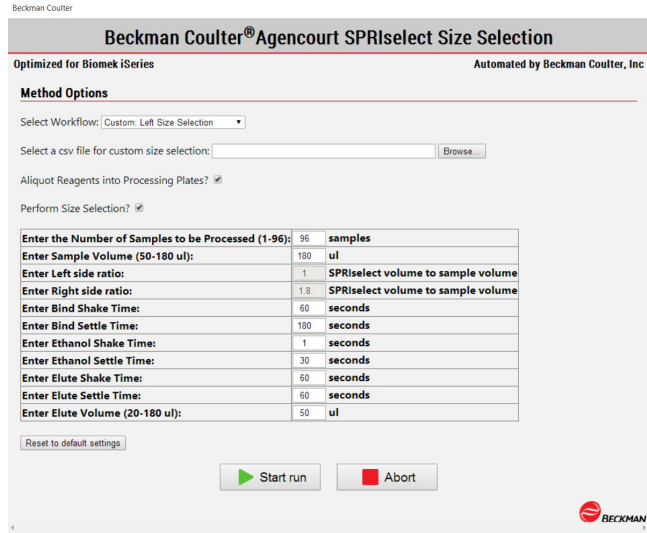 Beckman Coulter
Beckman Coulter®Agencourt SPRIselect Size Selection
Optimized for Biomek iSeries Automated by Beckman Coulter, Inc
Method Options
Select Workflow: Custom: Left Size Selection
Select a csv file for custom size selection: Browse...
Aliquot Reagents into Processing Plates?
Perform Size Selection?
Enter the Number of Samples to be Processed (1-96): 96 samples
Enter Sample Volume (50-180 ul): 180 ul
Enter Left side ratio: 1 SPRIselect volume to sample volume
Enter Right side ratio: 1.8 SPRIselect volume to sample volume
Enter Bind Shake Time: 60 seconds
Enter Bind Settle Time: 180 seconds
Enter Ethanol Shake Time: 1 seconds
Enter Ethanol Settle Time: 30 seconds
Enter Elute Shake Time: 60 seconds
Enter Elute Settle Time: 60 seconds
Enter Elute Volume (20-180 ul): 50 ul
Reset to default settings
Start run Abort
BECKMAN